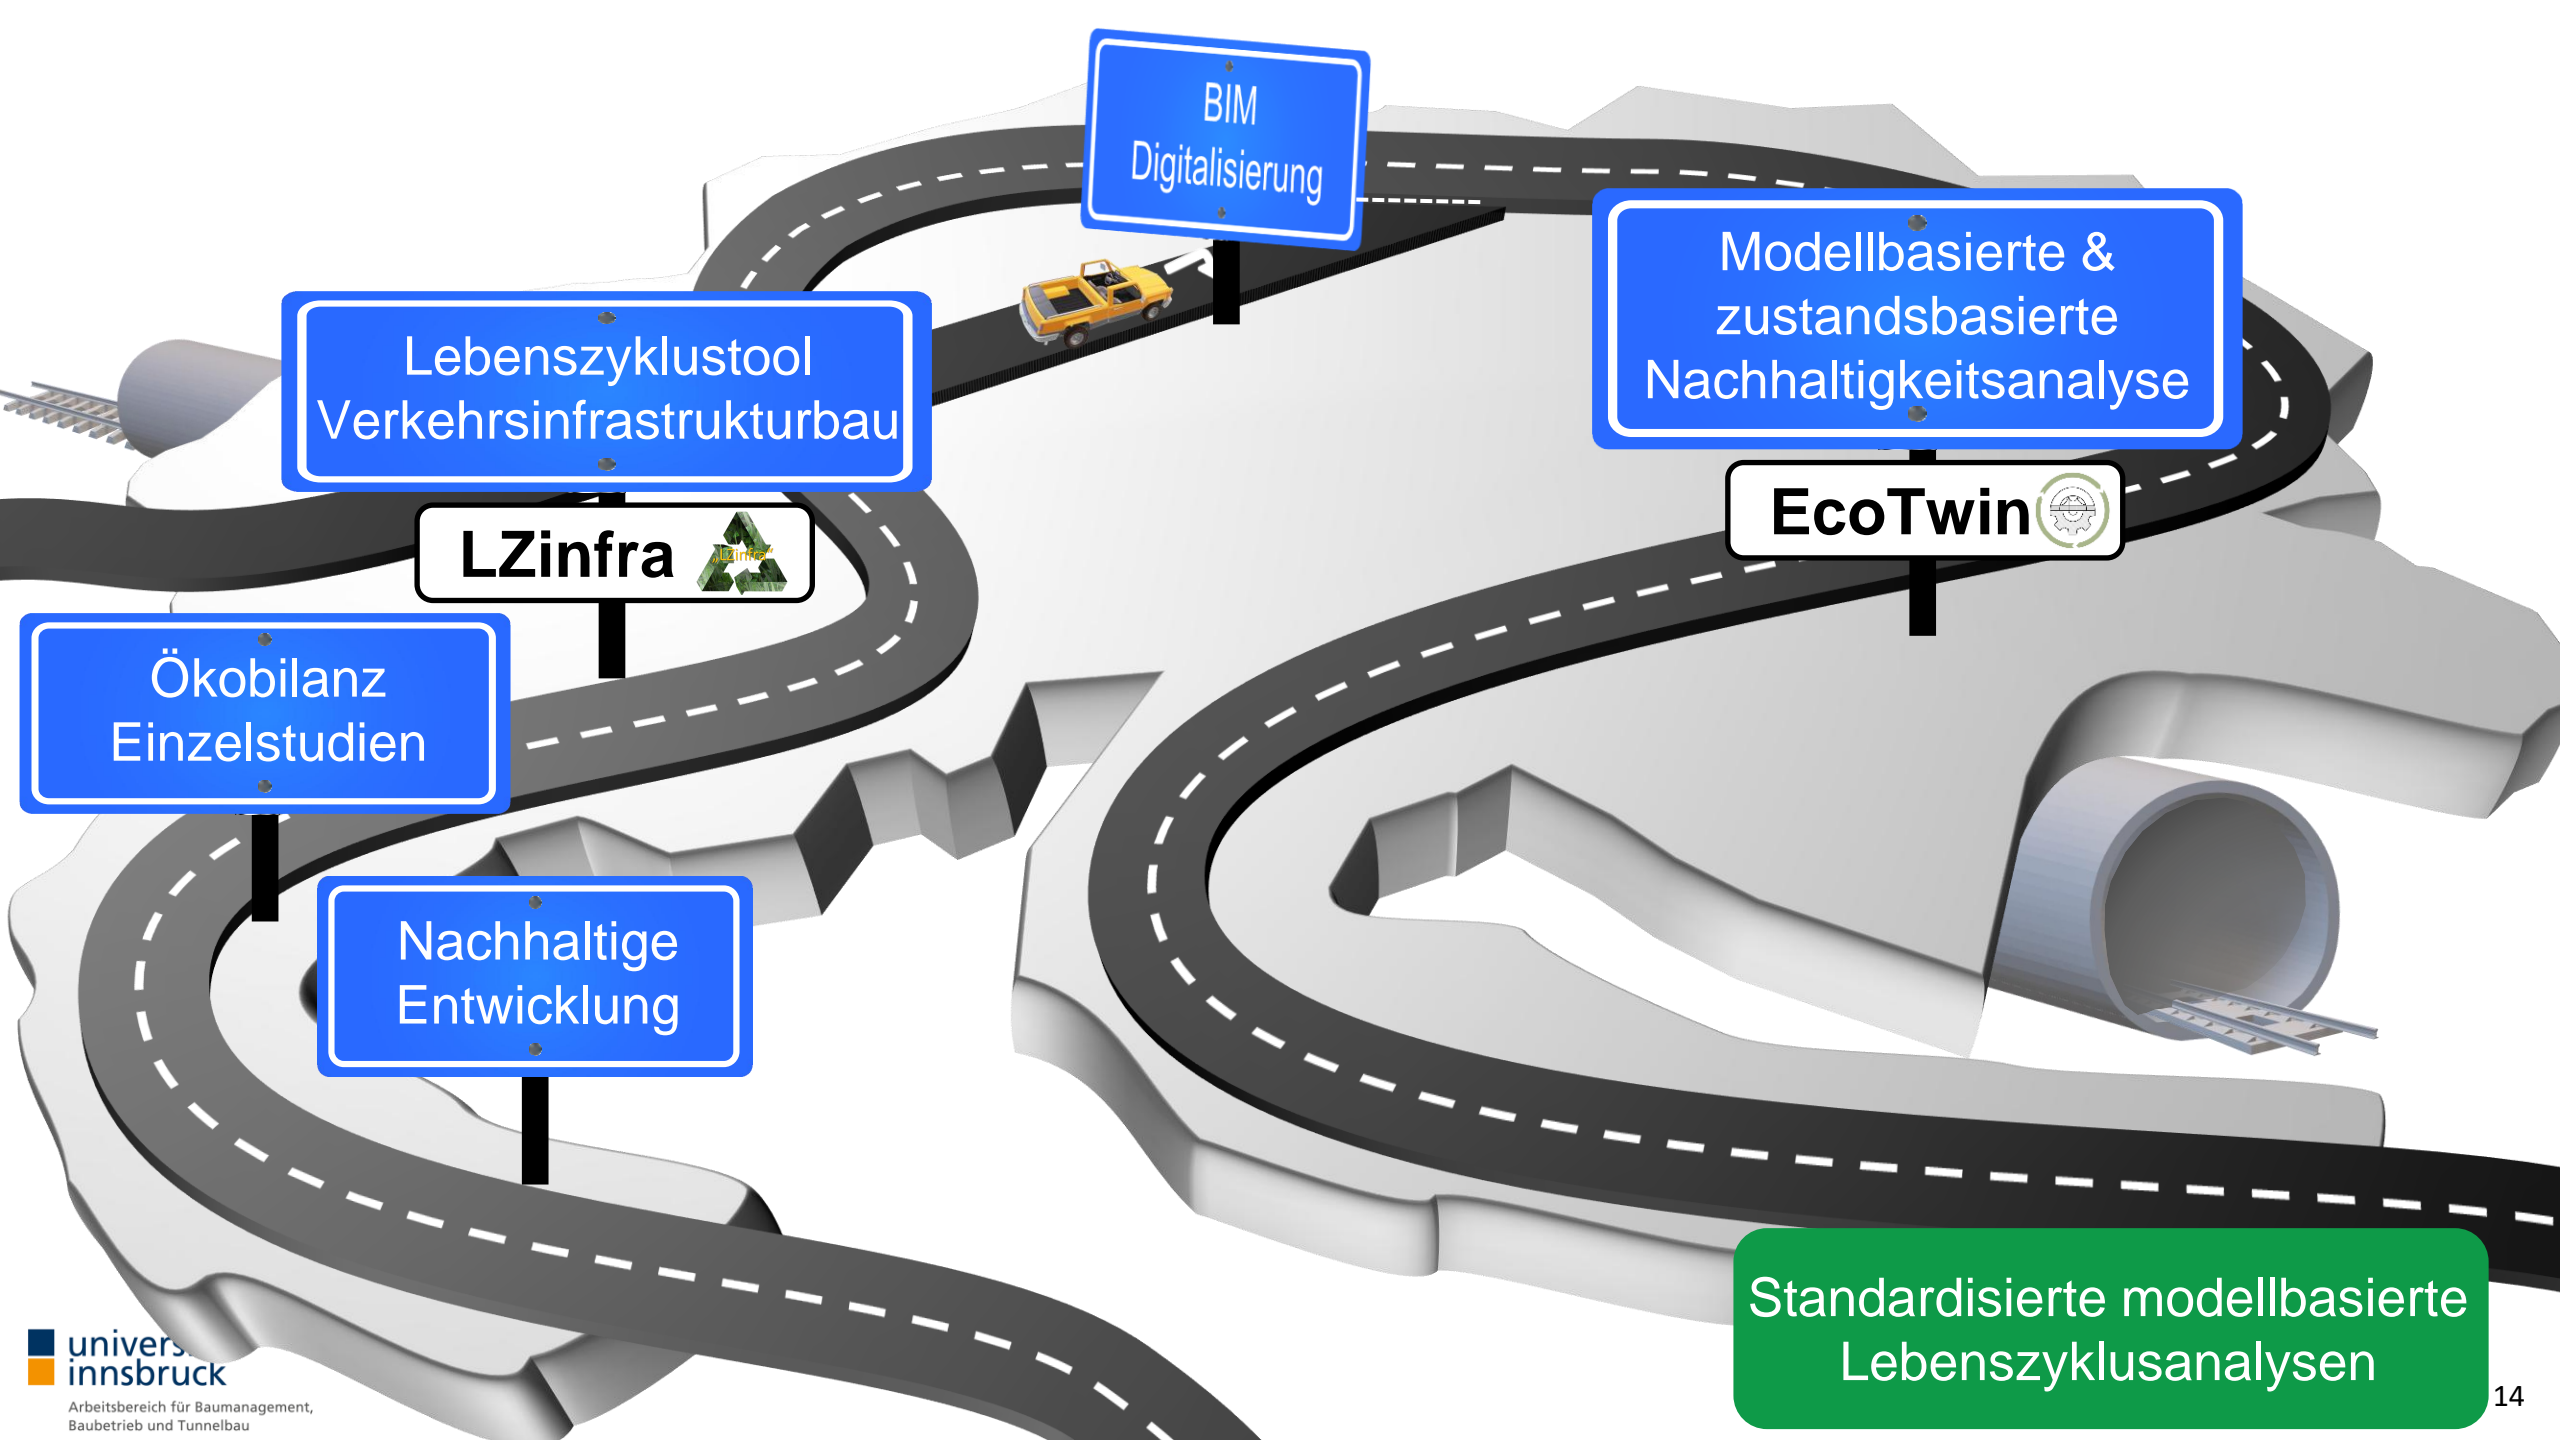 BIM
Digitalisierung
Modellbasierte &
zustandsbasierte
Nachhaltigkeitsanalyse
EcoTwin
Lebenszyklustool
Verkehrsinfrastrukturbau
LZinfra
„LZinfra“
Ökobilanz
Einzelstudien
Nachhaltige
Entwicklung
Standardisierte modellbasierte
Lebenszyklusanalysen
innsbruck
Arbeitsbereich für Baumanagement,
Baubetrieb und Tunnelbau
14